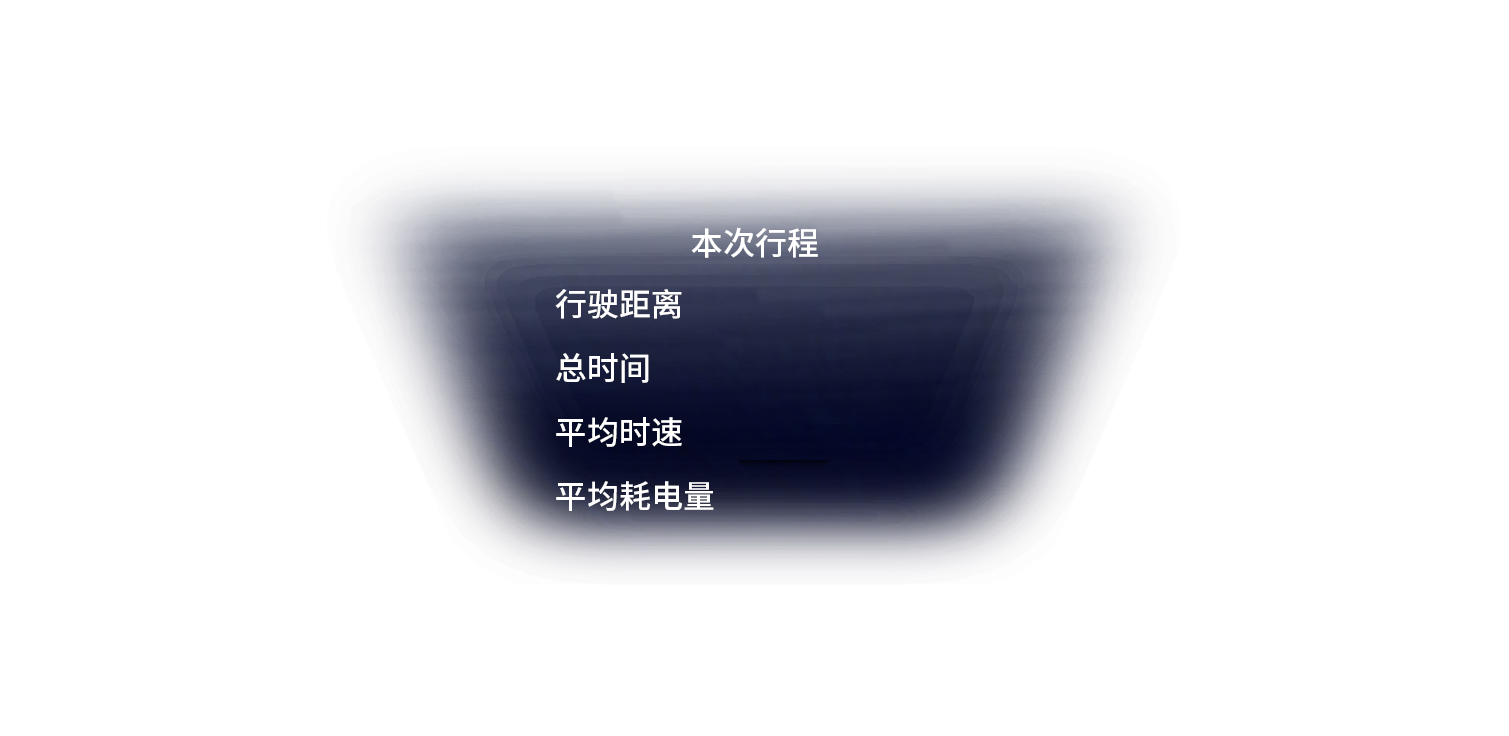 本次行程
行驶距离
总时间
平均时速
平均耗电量